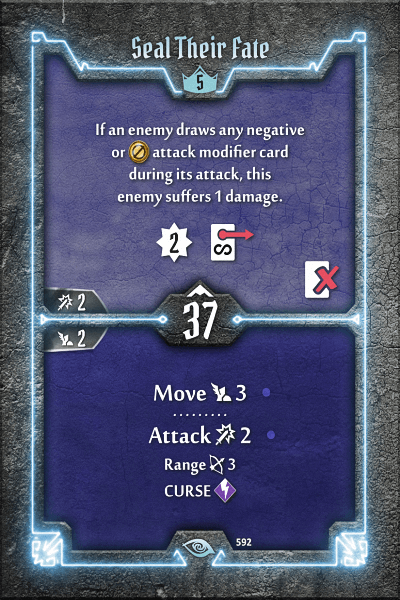 Seal Their Fate
5
If an enemy draws any negative
or attack modifier card
during its attack, this
enemy suffers 1 damage.
2
2
37
2
Move 3
Attack 2
Range 3
CURSE
592